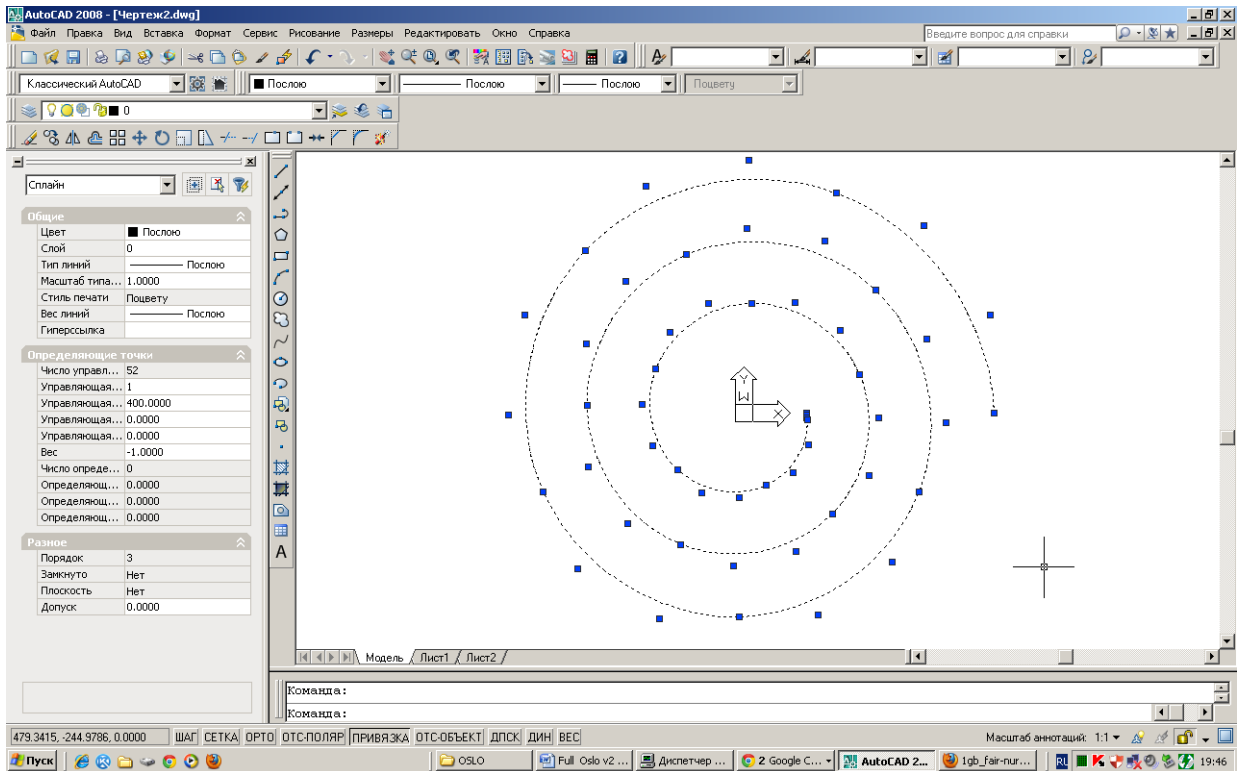 AutoCAD 2008 - [Чертеж2.dwg]
Файл Правка Вид Вставка Формат Сервис Рисование Размеры Редактировать Окно Справка
Введите вопрос для справки
Классический AutoCAD
Послою
Послою
Послою
Поцвету
0
Сплайн
Общие
Цвет Послою
Слой 0
Тип линий Послою
Масштаб типа... 1.0000
Стиль печати Поцвету
Вес линий Послою
Гиперссылка
Определяющие точки
Число управл... 52
Управляющая... 1
Управляющая... 400.0000
Управляющая... 0.0000
Управляющая... 0.0000
Вес -1.0000
Число опреде... 0
Определяющ... 0.0000
Определяющ... 0.0000
Определяющ... 0.0000
Разное
Порядок 3
Замкнуто Нет
Плоскость Нет
Допуск 0.0000
A
Y
W
X
Модель Лист1 Лист2
Команда:
Команда:
479.3415, -244.9786, 0.0000 ШАГ СЕТКА ОРТО ОТС-ПОЛЯР ПРИВЯЗКА ОТС-ОБЪЕКТ ДПСК ДИН ВЕС Масштаб аннотаций: 1:1
Пуск OSLO Full Oslo v2 ... Диспетчер ... 2 Google C... AutoCAD 2... 1gb_fair-nur... RL 19:46